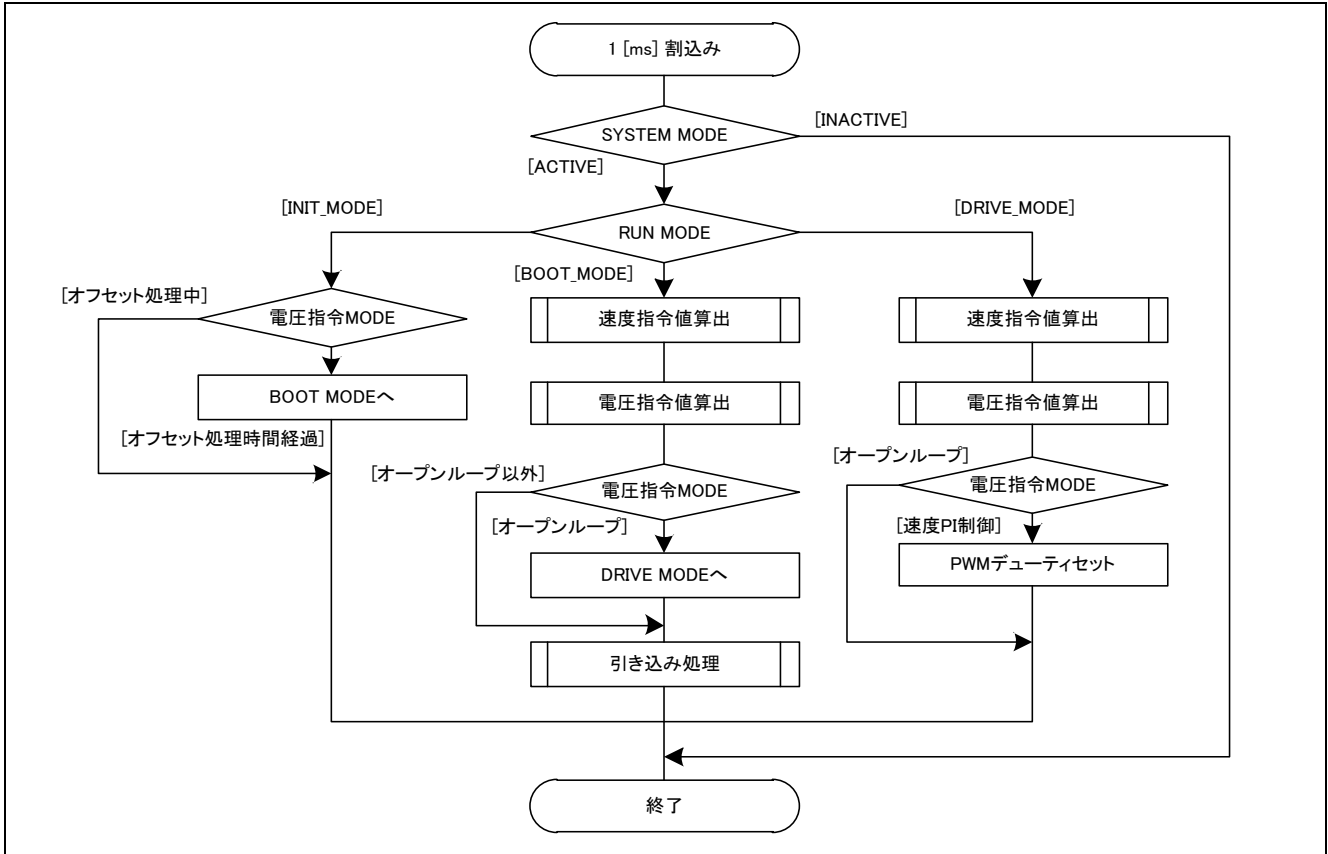 1 [ms] 割込み
SYSTEM MODE
[INACTIVE]
[ACTIVE]
RUN MODE
[INIT_MODE]
[DRIVE_MODE]
[BOOT_MODE]
[オフセット処理中]
電圧指令MODE
速度指令値算出
速度指令値算出
BOOT MODEへ
電圧指令値算出
電圧指令値算出
[オフセット処理時間経過]
[オープンループ以外]
電圧指令MODE
[オープンループ]
[オープンループ]
電圧指令MODE
[速度PI制御]
DRIVE MODEへ
PWMデューティセット
引き込み処理
終了